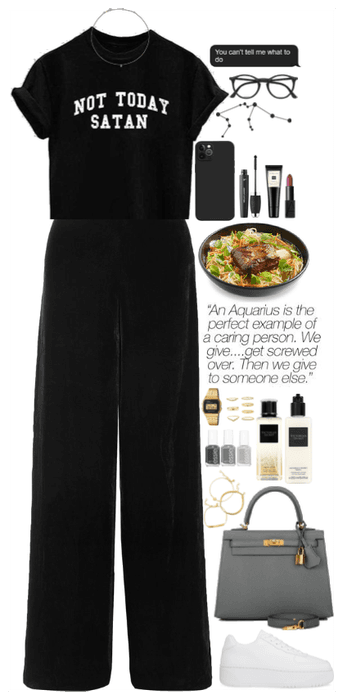 NOT TODAY
SATAN
You can't tell me what to
do
"An Aquarius is the
perfect example of
a caring person. We
give....get screwed
over. Then we give
to someone else."